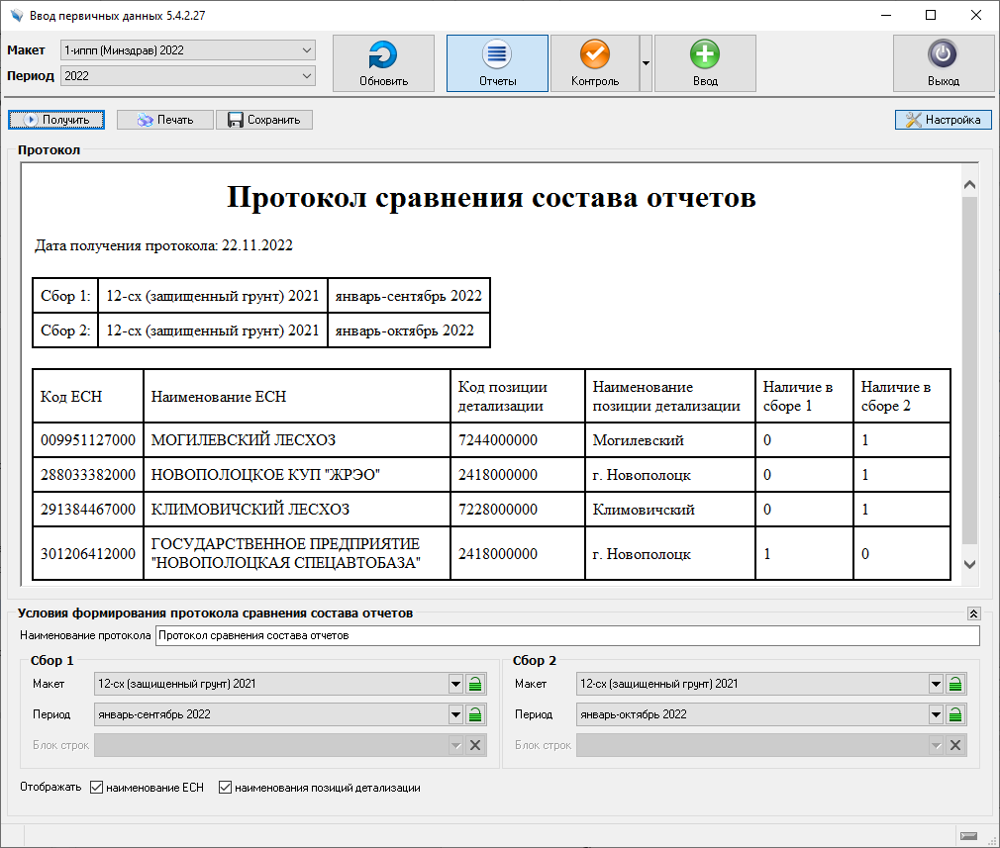 Ввод первичных данных 5.4.2.27
Макет 1-иппп (Минздрав) 2022
Период 2022
Обновить Отчеты Контроль Ввод Выход
Получить Печать Сохранить Настройка
Протокол
Протокол сравнения состава отчетов
Дата получения протокола: 22.11.2022
Сбор 1: 12-сх (защищенный грунт) 2021 январь-сентябрь 2022
Сбор 2: 12-сх (защищенный грунт) 2021 январь-октябрь 2022
Код ЕСН Наименование ЕСН Код позиции детализации Наименование позиции детализации Наличие в сборе 1 Наличие в сборе 2
009951127000 МОГИЛЕВСКИЙ ЛЕСХОЗ 7244000000 Могилевский 0 1
288033382000 НОВОПОЛОЦКОЕ КУП "ЖРЭО" 2418000000 г. Новополоцк 0 1
291384467000 КЛИМОВИЧСКИЙ ЛЕСХОЗ 7228000000 Климовичский 0 1
301206412000 ГОСУДАРСТВЕННОЕ ПРЕДПРИЯТИЕ "НОВОПОЛОЦКАЯ СПЕЦАВТОБАЗА" 2418000000 г. Новополоцк 1 0
Условия формирования протокола сравнения состава отчетов
Наименование протокола Протокол сравнения состава отчетов
Сбор 1
Макет 12-сх (защищенный грунт) 2021
Период январь-сентябрь 2022
Блок строк
Сбор 2
Макет 12-сх (защищенный грунт) 2021
Период январь-октябрь 2022
Блок строк
Отображать наименование ЕСН наименования позиций детализации